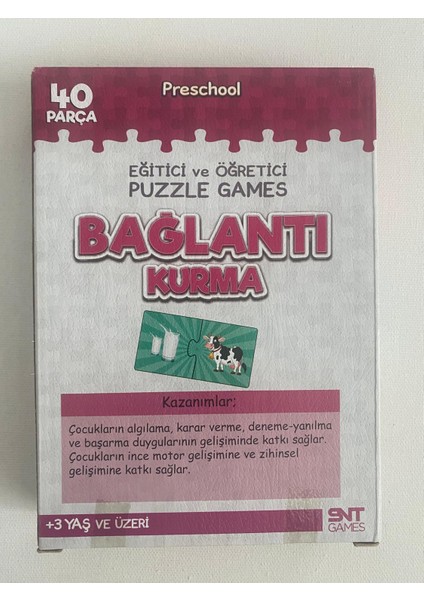 40
PARÇA
Preschool
EĞİTİCİ ve ÖĞRETİCİ
PUZZLE GAMES
BAĞLANTI
KURMA
Kazanımlar;
Çocukların algılama, karar verme, deneme-yanılma
ve başarma duygularının gelişiminde katkı sağlar.
Çocukların ince motor gelişimine ve zihinsel
gelişimine katkı sağlar.
+3 YAŞ VE ÜZERİ
SNT
GAMES